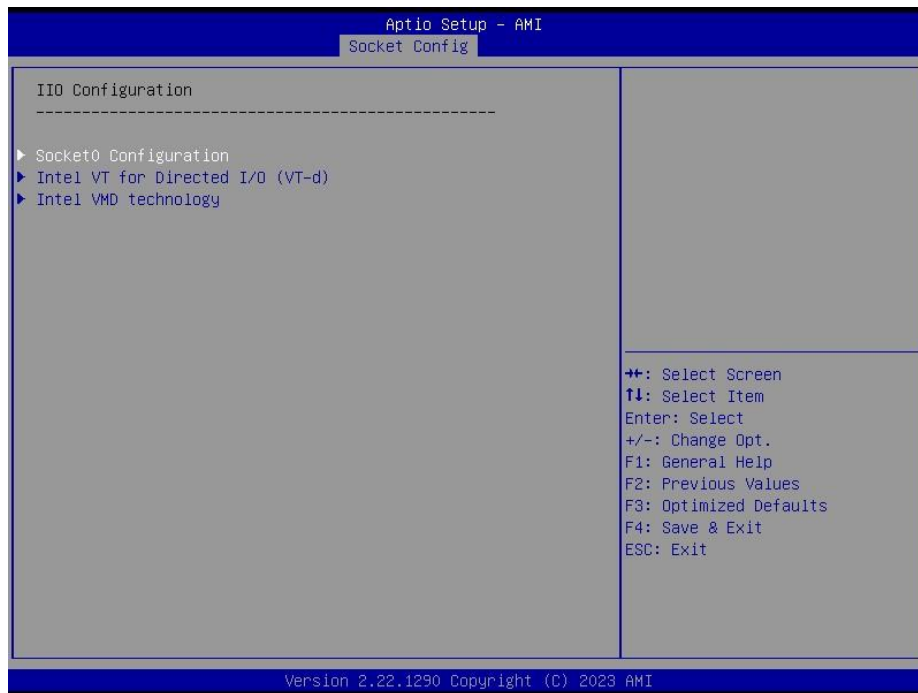 Aptio Setup - AMI
Socket Config
IIO Configuration
--------------------------------------------------
Socket0 Configuration
Intel VT for Directed I/O (VT-d)
Intel VMD technology
→←: Select Screen
↑↓: Select Item
Enter: Select
+/-: Change Opt.
F1: General Help
F2: Previous Values
F3: Optimized Defaults
F4: Save & Exit
ESC: Exit
Version 2.22.1290 Copyright (C) 2023 AMI